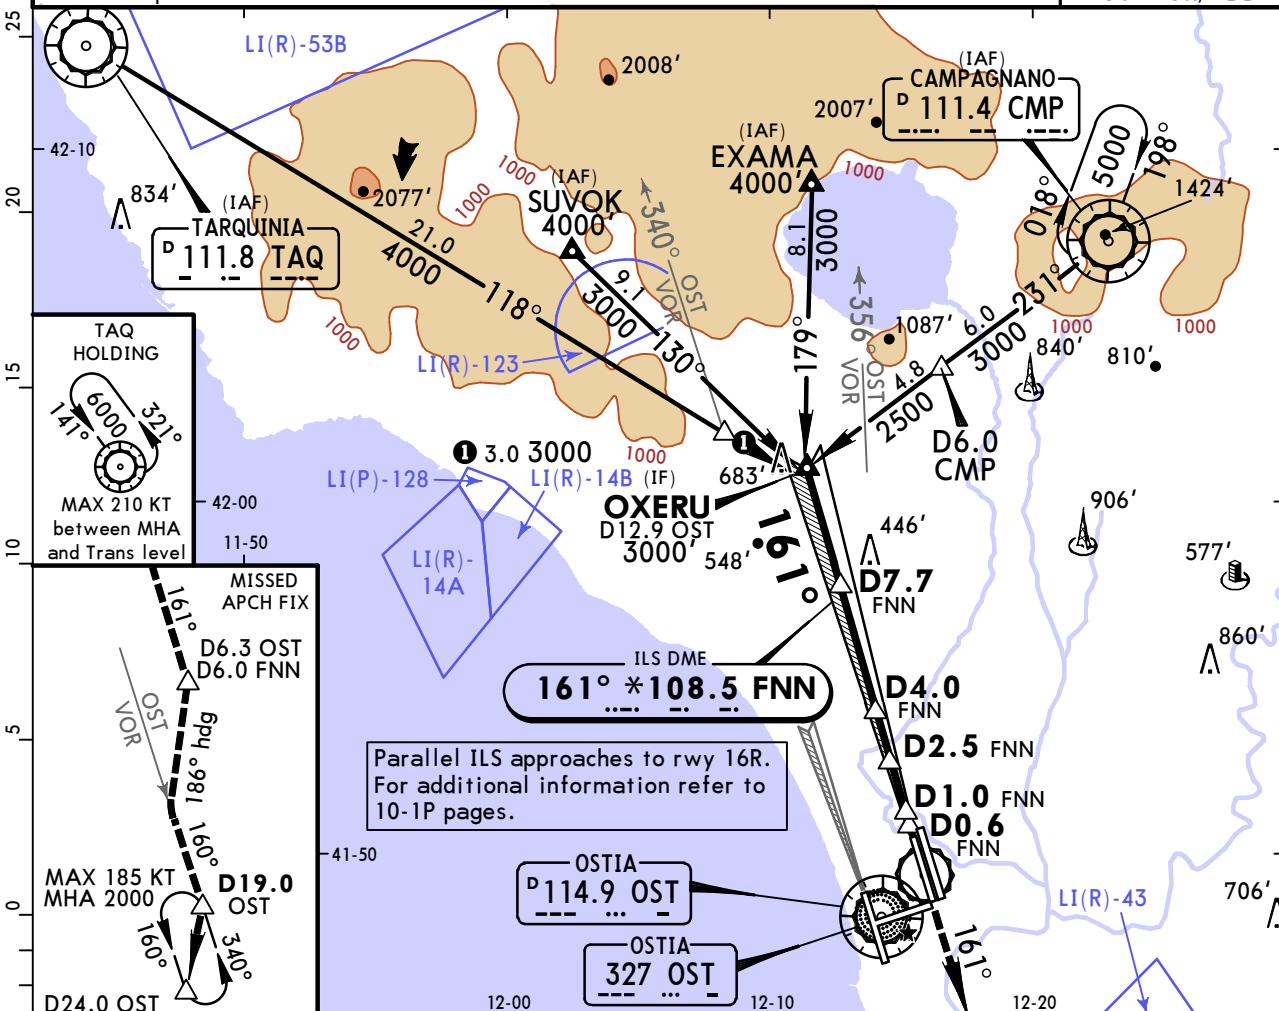 25
LI(R)-53B
2008'
(IAF)
CAMPAGNANO
D 111.4 CMP
2007'
(IAF)
EXAMA
4000'
42-10
5000
198°
018°
1424'
1000
1000
1000
2077'
834'
(IAF)
SUVOK
4000'
340°
OST
VOR
20
(IAF)
TARQUINIA
D 111.8 TAQ
21.0
4000
118°
9.1
3000
130°
8.1
3000
179°
356°
OST
VOR
231°
6.0
3000
1087'
4.8
2500
1000
1000
840'
810'
1000
LI(R)-123
TAQ
HOLDING
6000
141°
321°
MAX 210 KT
between MHA
and Trans level
15
D6.0
CMP
1
1 3.0 3000
1000
683'
LI(P)-128
LI(R)-14B
(IF)
OXERU
D12.9 OST
3000'
548'
161°
42-00
446'
906'
577'
860'
LI(R)-
14A
11-50
10
D7.7
FNN
MISSED
APCH FIX
161°
D6.3 OST
D6.0 FNN
OST
VOR
186° hdg
160°
MAX 185 KT
MHA 2000
D19.0
OST
160°
340°
D24.0 OST
ILS DME
161° *108.5 FNN
D4.0
FNN
D2.5 FNN
D1.0 FNN
D0.6
FNN
5
Parallel ILS approaches to rwy 16R.
For additional information refer to
10-1P pages.
41-50
OSTIA
D 114.9 OST
OSTIA
327 OST
0
LI(R)-43
706'
161°
12-00
12-10
12-20